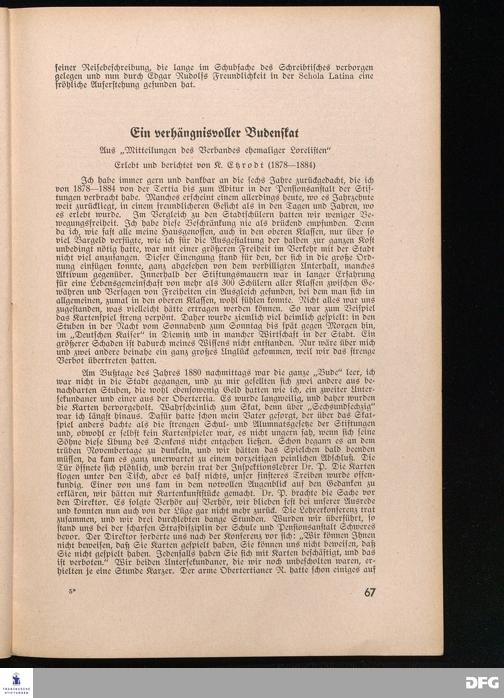 seiner Reisebeschreibung, die lange im Schubfache des Schreibtisches verborgen
gelegen und nun durch Edgar Rudolfs Freundlichkeit in der Schola Latina eine
fröhliche Auferstehung gefunden hat.
Ein verhängnisvoller Budenskat
Aus „Mitteilungen des Verbandes ehemaliger Loreliften“
Erlebt und berichtet von K. Etzrodt (1878—1884)
Ich habe immer gern und dankbar an die sechs Jahre zurückgedacht, die ich
von 1878—1884 von der Tertia bis zum Abitur in der Pensionsanstalt der Stif-
tungen verbracht habe. Manches erscheint einem allerdings heute, wo es Jahrzehnte
weit zurückliegt, in einem freundlicheren Gesicht als in den Tagen und Jahren, wo
es erlebt wurde. Im Vergleich zu den Stadtschülern hatten wir weniger Be-
wegungsfreiheit. Ich habe diese Beschränkung nie als drückend empfunden. Denn
da ich, wie fast alle meine Hausgenossen, auch in den oberen Klassen, nur über so
viel Bargeld verfügte, wie ich für die Ausgestaltung der halben zur ganzen Kost
unbedingt nötig hatte, war mit einer größeren Freiheit im Verkehr mit der Stadt
nicht viel anzufangen. Dieser Einengung stand für den, der sich in die große Ord-
nung einfügen konnte, ganz abgesehen von dem verbilligten Unterhalt, manches
Aktivum gegenüber. Innerhalb der Stiftungsmauern war in langer Erfahrung
für eine Lebensgemeinschaft von mehr als 300 Schülern aller Klassen zwischen Ge-
währen und Versagen von Freiheiten ein Ausgleich gefunden, bei dem man sich im
allgemeinen, zumal in den oberen Klassen, wohl fühlen konnte. Nicht alles war uns
zugestanden, was vielleicht hätte ertragen werden können. So war zum Beispiel
das Kartenspiel streng verpönt. Daher wurde ziemlich viel heimlich gespielt: in den
Stuben in der Nacht vom Sonnabend zum Sonntag bis spät gegen Morgen hin,
im „Deutschen Kaiser“ in Diemitz und in mancher Wirtschaft in der Stadt. Ein
größerer Schaden ist dadurch meines Wissens nicht entstanden. Nur wäre über mich
und zwei andere beinahe ein ganz großes Unglück gekommen, weil wir das strenge
Verbot übertreten hatten.
Am Bußtage des Jahres 1880 nachmittags war die ganze „Bude“ leer, ich
war nicht in die Stadt gegangen, und zu mir gesellten sich zwei andere aus be-
nachbarten Stuben, die wohl ebensowenig Geld hatten wie ich, ein zweiter Unter-
sekundaner und einer aus der Obertertia. Es wurde langweilig, und daher wurden
die Karten hervorgeholt. Wahrscheinlich zum Skat, denn über „Sechsundsechzig“
war ich längst hinaus. Dafür hatte schon mein Vater gesorgt, der über das Skat-
spiel anders dachte als die strengen Schul- und Alumnatsgesetze der Stiftungen
und, obwohl er selbst kein Kartenspieler war, es nicht ungern sah, wenn sich seine
Söhne diese Übung des Denkens nicht entgehen ließen. Schon begann es an dem
trüben Novembertage zu dunkeln, und wir hätten das Spielchen bald beenden
müssen, da kam es ganz unerwartet zu einem vorzeitigen peinlichen Abschluß. Die
Tür öffnete sich plötzlich, und herein trat der Inspektionslehrer Dr. P. Die Karten
flogen unter den Tisch, aber es half nichts, unser finsteres Treiben wurde offen-
kundig. Einer von uns kam in dem nervollen Augenblick auf den Gedanken zu
erklären, wir hätten nur Kartenkunststücke gemacht. Dr. P. brachte die Sache vor
den Direktor. Es folgte Verhör auf Verhör, wir blieben fest bei unserer Ausrede
und konnten nun auch von der Lüge gar nicht mehr zurück. Die Lehrerkonferenz trat
zusammen, und wir drei durchlebten bange Stunden. Wurden wir überführt, so
stand uns bei der scharfen Strafdisziplin der Schule und Pensionsanstalt Schweres
bevor. Der Direktor forderte uns nach der Konferenz vor sich: „Wir können Ihnen
nicht beweisen, daß Sie Karten gespielt haben, Sie können uns nicht beweisen, daß
Sie nicht gespielt haben. Jedenfalls haben Sie sich mit Karten beschäftigt, und das
ist verboten.“ Wir beiden Untersekundaner, die wir noch unbescholten waren, er-
hielten je eine Stunde Karzer. Der arme Obertertianer N. hatte schon einiges auf
5*
67
FRANCKESCHE
STIFTUNGEN
DFG